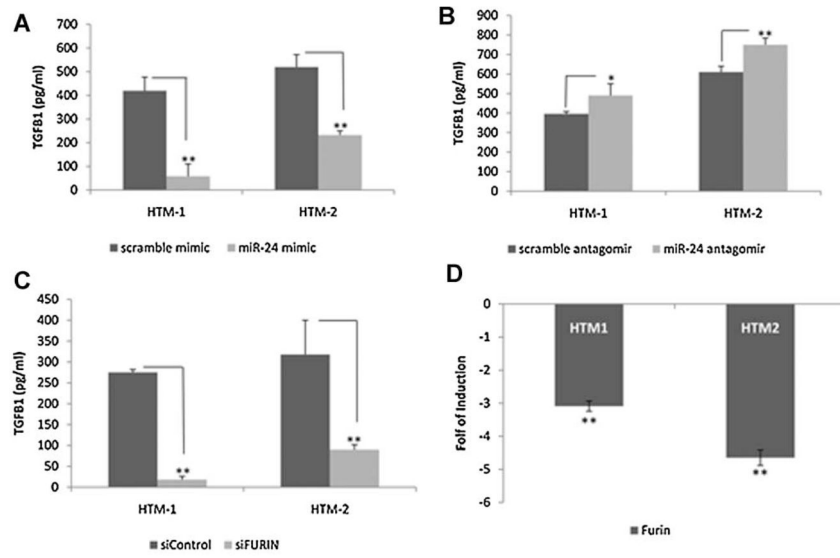 A
TGFB1 (pg/ml)
700
600
500
400
300
200
100
0
**
**
HTM-1 HTM-2
scramble mimic miR-24 mimic
B
TGFB1 (pg/ml)
900
800
700
600
500
400
300
200
100
0
*
**
HTM-1 HTM-2
scramble antagomir miR-24 antagomir
C
TGFB1 (pg/ml)
450
400
350
300
250
200
150
100
50
0
**
**
HTM-1 HTM-2
siControl siFURIN
D
Folf of Induction
0
-1
-2
-3
-4
-5
-6
HTM1 HTM2
**
**
Furin